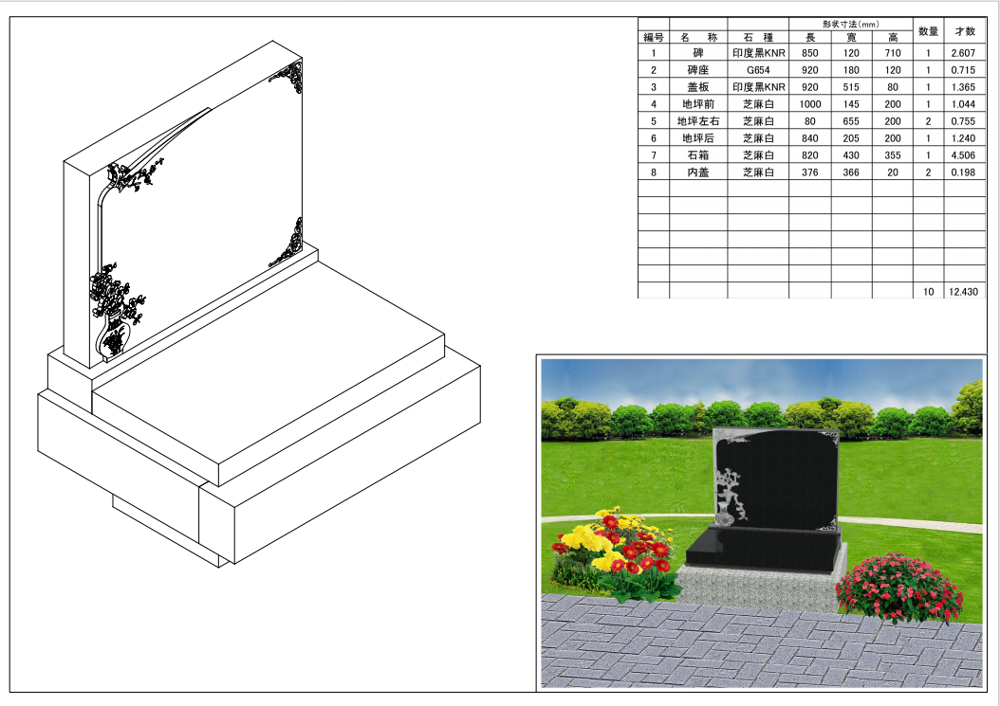 形状寸法(mm)
編号 名 称 石 種 長 寛 高 数量 才数
1 碑 印度黑KNR 850 120 710 1 2.607
2 碑座 G654 920 180 120 1 0.715
3 盖板 印度黑KNR 920 515 80 1 1.365
4 地坪前 芝麻白 1000 145 200 1 1.044
5 地坪左右 芝麻白 80 655 200 2 0.755
6 地坪后 芝麻白 840 205 200 1 1.240
7 石箱 芝麻白 820 430 355 1 4.506
8 内盖 芝麻白 376 366 20 2 0.198
10 12.430